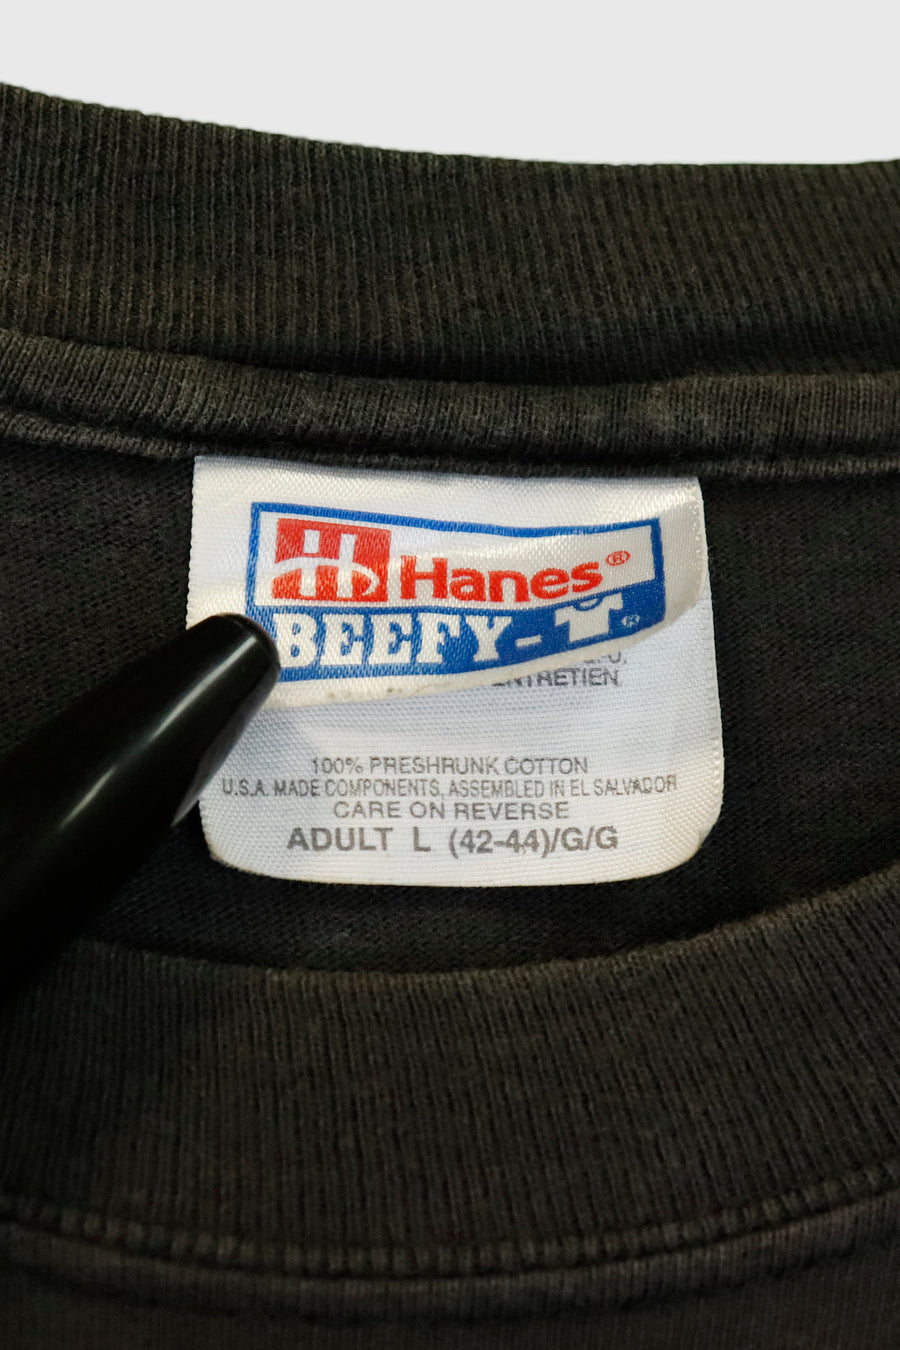 Hanes®
BEEFY-T®
ENTRETIEN
100% PRESHRUNK COTTON
U.S.A. MADE COMPONENTS, ASSEMBLED IN EL SALVADOR
CARE ON REVERSE
ADULT L (42-44)/G/G